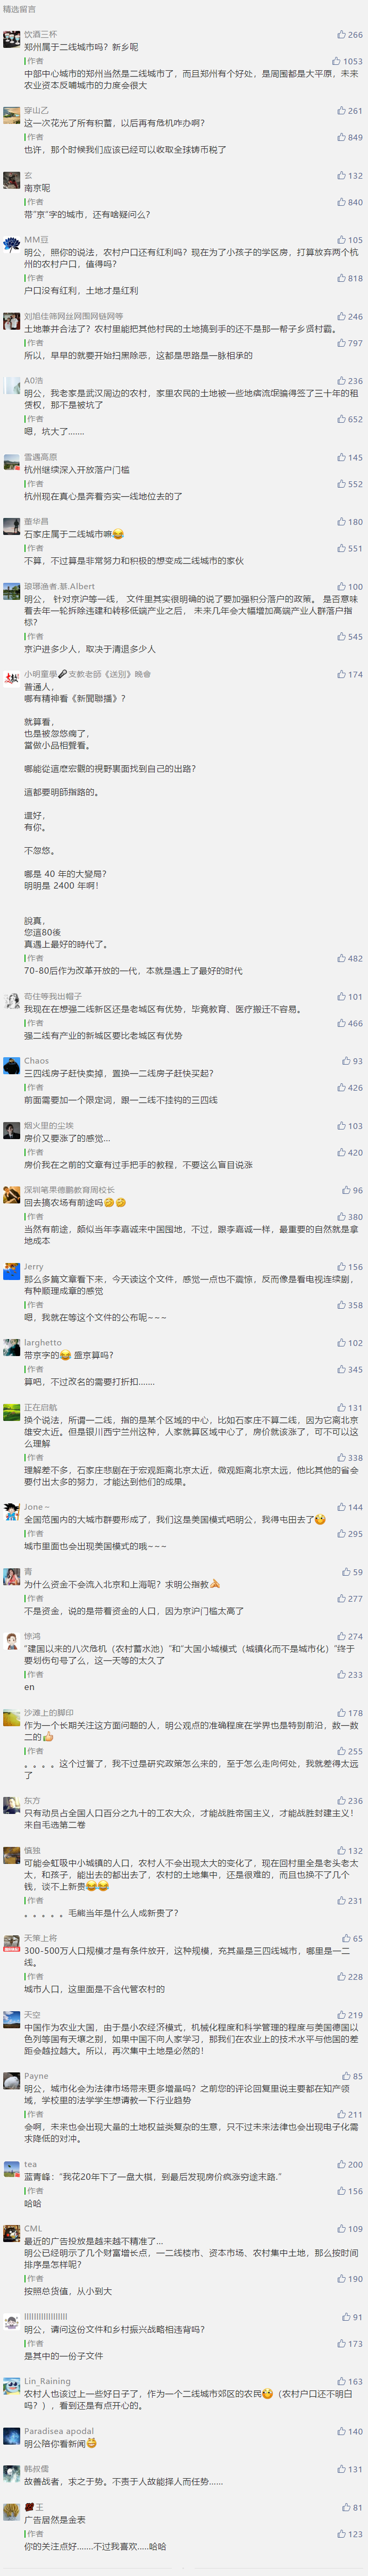 精选留言
饮酒三杯 266
郑州属于二线城市吗？新乡呢
作者 1053
中部中心城市的郑州当然是二线城市了，而且郑州有个好处，是周围都是大平原，未来
农业资本反哺城市的力度会很大
穿山乙 261
这一次花光了所有积蓄，以后再有危机咋办啊？
作者 849
也许，那个时候我们应该已经可以收取全球铸币税了
玄 132
南京呢
作者 840
带“京”字的城市，还有啥疑问么？
MM豆 105
明公，照你的说法，农村户口还有红利吗？现在为了小孩子的学区房，打算放弃两个杭
州的农村户口，值得吗？
作者 818
户口没有红利，土地才是红利
刘旭佳筛网丝网围网链网等 246
土地兼并合法了？农村里能把其他村民的土地搞到手的还不是那一帮子乡贤村霸。
作者 797
所以，早早的就要开始扫黑除恶，这都是思路是一脉相承的
A0浩 236
明公，我老家是武汉周边的农村，家里农民的土地被一些地痞流氓骗得签了三十年的租
赁权，那不是被坑了
作者 652
嗯，坑大了.......
雪遇高原 145
杭州继续深入开放落户门槛
作者 552
杭州现在真心是奔着夯实一线地位去的了
董华昌 180
石家庄属于二线城市嘛😂
作者 551
不算，不过算是非常努力和积极的想变成二线城市的家伙
琅琊渔者.綦.Albert 100
明公， 针对京沪等一线， 文件里其实很明确的说了要加强积分落户的政策。 是否意味
着去年一轮拆除违建和转移低端产业之后， 未来几年会大幅增加高端产业人群落户指
标？
作者 545
京沪进多少人，取决于清退多少人
小明童學🎤支教老師《送別》晚會 174
普通人，
哪有精神看《新聞聯播》？
就算看，
也是被忽悠瘸了，
當做小品相聲看。
哪能從這麽宏觀的視野裏面找到自己的出路？
這都要明師指路的。
還好，
有你。
不忽悠。
哪是 40 年的大變局？
明明是 2400 年啊！
說真，
您這80後
真遇上最好的時代了。
作者 482
70-80后作为改革开放的一代，本就是遇上了最好的时代
苟住等我出帽子 101
我现在在想强二线新区还是老城区有优势，毕竟教育、医疗搬迁不容易。
作者 466
强二线有产业的新城区要比老城区有优势
Chaos 93
三四线房子赶快卖掉，置换一二线房子赶快买起？
作者 426
前面需要加一个限定词，跟一二线不挂钩的三四线
烟火里的尘埃 103
房价又要涨了的感觉...
作者 420
房价我在之前的文章有过手把手的教程，不要这么盲目说涨
深圳笔果德鹏教育周校长 96
回去搞农场有前途吗🤔🤔
作者 380
当然有前途，颇似当年李嘉诚来中国囤地，不过，跟李嘉诚一样，最重要的自然就是拿
地成本
Jerry 156
那么多篇文章看下来，今天读这个文件，感觉一点也不震惊，反而像是看电视连续剧，
有种顺理成章的感觉
作者 358
嗯，我就在等这个文件的公布呢~~~
larghetto 102
带京字的😂 盛京算吗？
作者 345
算吧，不过改名的需要打折扣.......
正在启航 131
换个说法，所谓一二线，指的是某个区域的中心，比如石家庄不算二线，因为它离北京
雄安太近。但是银川西宁兰州这种，人家就算区域中心了，房价就该涨了，可不可以这
么理解
作者 338
理解差不多，石家庄悲剧在于宏观距离北京太近，微观距离北京太远，他比其他的省会
要付出太多的努力，才能达到他们的成果。
Jone～ 144
全国范围内的大城市群要形成了，我们这是美国模式吧明公，我得屯田去了😲
作者 295
城市里面也会出现美国模式的哦~~~
青 59
为什么资金不会流入北京和上海呢？求明公指教🙏
作者 277
不是资金，说的是带着资金的人口，因为京沪门槛太高了
惊鸿 274
“建国以来的八次危机（农村蓄水池）”和“大国小城模式（城镇化而不是城市化）”终于
要划伤句号了么，这一天等的太久了
作者 233
en
沙滩上的脚印 178
作为一个长期关注这方面问题的人，明公观点的准确程度在学界也是特别前沿，数一数
二的👍
作者 255
。。。。这个过誉了，我不过是研究政策怎么来的，至于怎么走向何处，我就差得太远
了
东方 236
只有动员占全国人口百分之九十的工农大众，才能战胜帝国主义，才能战胜封建主义！
来自毛选第二卷
慎独 132
可能会虹吸中小城镇的人口，农村人不会出现太大的变化了，现在回村里全是老头老太
太，和孩子，能出去的都出去了，农村的土地集中，还是很难的，而且也换不了几个
钱，谈不上新贵😂😂
作者 231
。。。。。毛熊当年是什么人成新贵了？
天策上将 65
300-500万人口规模才是有条件放开，这种规模，充其量是三四线城市，哪里是一二
线。
作者 228
城市人口，这里面是不含代管农村的
天空 219
中国作为农业大国，由于是小农经济模式，机械化程度和科学管理的程度与美国德国以
色列等国有天壤之别，如果中国不向人家学习，那我们在农业上的技术水平与他国的差
距会越拉越大。所以，再次集中土地是必然的！
Payne 85
明公，城市化会为法律市场带来更多增量吗？之前您的评论回复里说主要都在知产领
域，学校里的法学学生想请教一下行业趋势
作者 211
会啊，未来也会出现大量的土地权益类复杂的生意，只不过未来法律也会出现电子化需
求降低的对冲。
tea 200
蓝青峰：“我花20年下了一盘大棋，到最后发现房价疯涨穷途末路.”
作者 156
哈哈
CML 109
最近的广告投放是越来越不精准了...
明公已经明示了几个财富增长点，一二线楼市、资本市场、农村集中土地，那么按时间
排序是怎样呢？
作者 190
按照总货值，从小到大
llllllllllllllllllll 91
明公，请问这份文件和乡村振兴战略相违背吗？
作者 173
是其中的一份子文件
Lin_Raining 163
农村人也该过上一些好日子了，作为一个二线城市郊区的农民😲（农村户口还不明白
吗？），看到还是有点开心的。
Paradisea apodal 140
明公陪你看新闻😄
韩叔儒 131
故善战者，求之于势。不责于人故能择人而任势......
王 81
广告居然是金表
作者 123
你的关注点好.......不过我喜欢.....哈哈